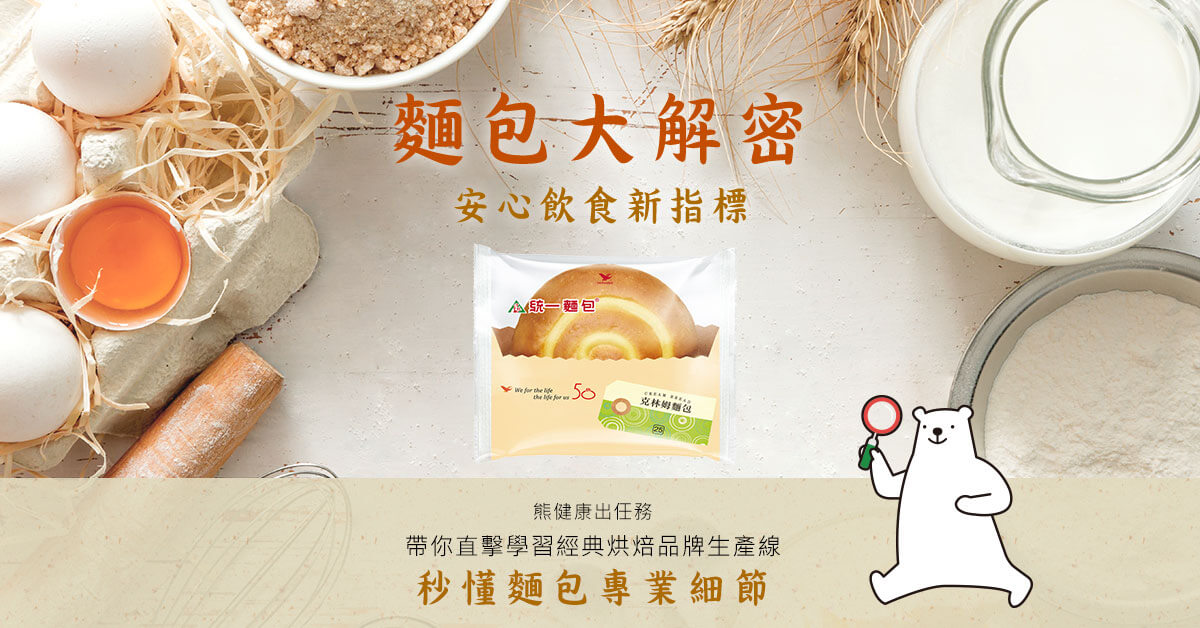 麵包大解密
安心飲食新指標
統一麵包®
We for the life
the life for us
50
克林姆麵包
熊健康出任務
帶你直擊學習經典烘焙品牌生產線
秒懂麵包專業細節